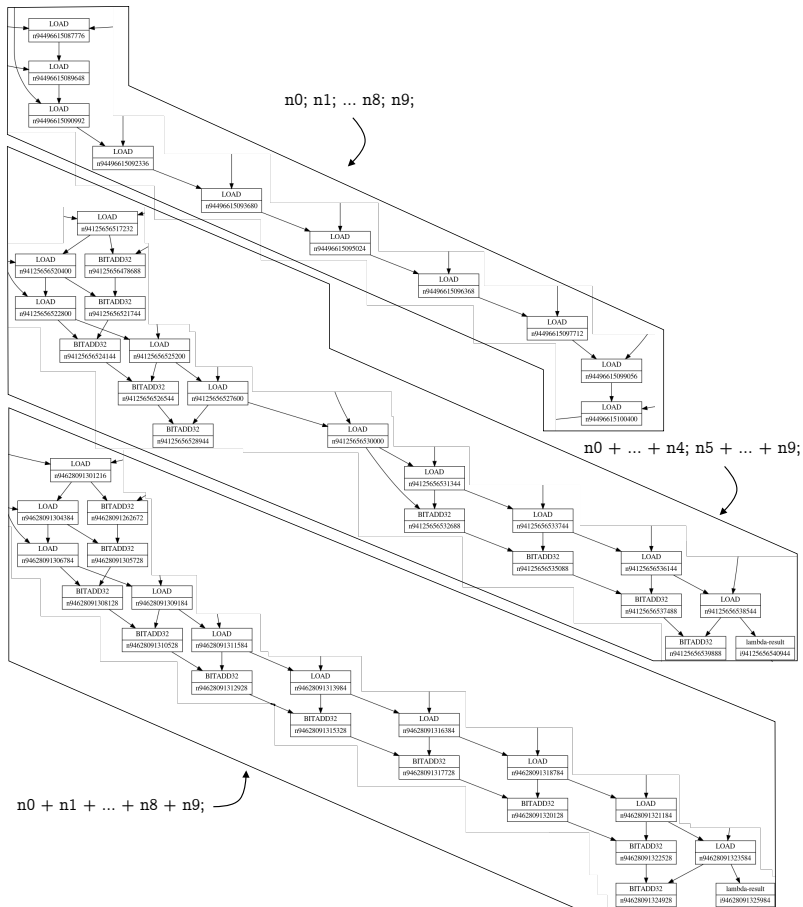 LOAD
n94496615087776
LOAD
n94496615089648
LOAD
n94496615090992
n0; n1; ... n8; n9;
LOAD
n94496615092336
LOAD
n94496615093680
LOAD
n94496615095024
LOAD
n94496615096368
LOAD
n94496615097712
LOAD
n94496615099056
LOAD
n94496615100400
n0 + ... + n4; n5 + ... + n9;
LOAD
n94125656517232
LOAD
n94125656520400
BITADD32
n94125656478688
LOAD
n94125656522800
BITADD32
n94125656521744
BITADD32
n94125656524144
LOAD
n94125656525200
BITADD32
n94125656526544
LOAD
n94125656527600
BITADD32
n94125656528944
LOAD
n94125656530000
LOAD
n94125656531344
BITADD32
n94125656532688
LOAD
n94125656533744
BITADD32
n94125656535088
LOAD
n94125656536144
BITADD32
n94125656537488
LOAD
n94125656538544
BITADD32
n94125656539888
lambda-result
i94125656540944
LOAD
n94628091301216
LOAD
n94628091304384
BITADD32
n94628091262672
LOAD
n94628091306784
BITADD32
n94628091305728
BITADD32
n94628091308128
LOAD
n94628091309184
BITADD32
n94628091310528
LOAD
n94628091311584
BITADD32
n94628091312928
LOAD
n94628091313984
BITADD32
n94628091315328
LOAD
n94628091316384
BITADD32
n94628091317728
LOAD
n94628091318784
BITADD32
n94628091320128
LOAD
n94628091321184
BITADD32
n94628091322528
LOAD
n94628091323584
BITADD32
n94628091324928
lambda-result
i94628091325984
n0 + n1 + ... + n8 + n9;